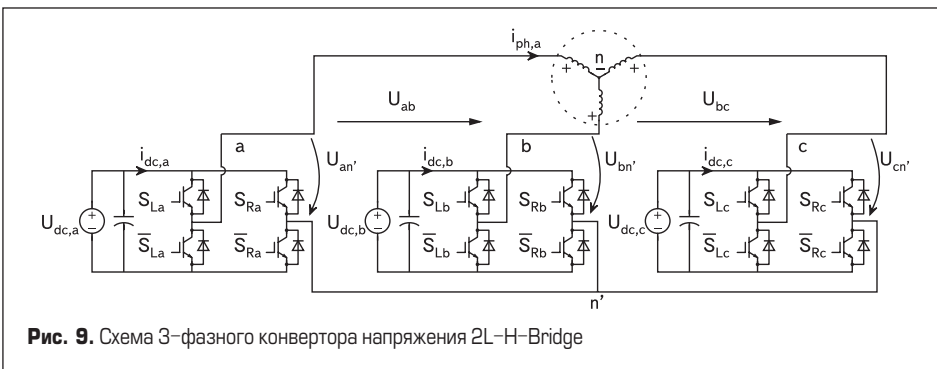 i_ph,a
n
U_ab
U_bc
a
b
c
i_dc,a
U_an'
i_dc,b
U_bn'
i_dc,c
U_cn'
S_La
S_Ra
S_Lb
S_Rb
S_Lc
S_Rc
U_dc,a
U_dc,b
U_dc,c
S̅_La
S̅_Ra
S̅_Lb
S̅_Rb
S̅_Lc
S̅_Rc
n'
Рис. 9. Схема 3-фазного конвертора напряжения 2L-H-Bridge